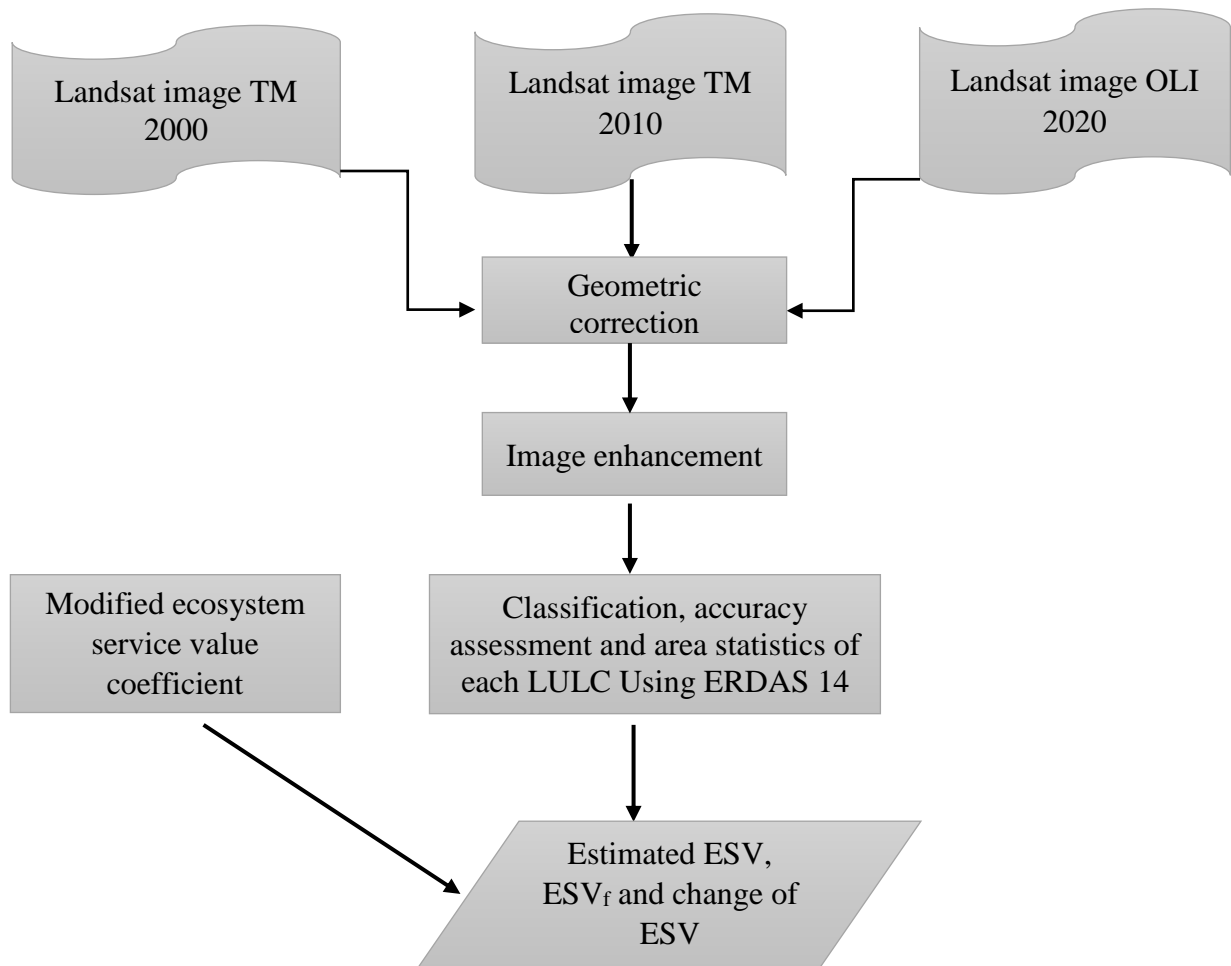 Landsat image TM
2000
Landsat image TM
2010
Landsat image OLI
2020
Geometric
correction
Image enhancement
Modified ecosystem
service value
coefficient
Classification, accuracy
assessment and area statistics of
each LULC Using ERDAS 14
Estimated ESV,
ESVf and change of
ESV